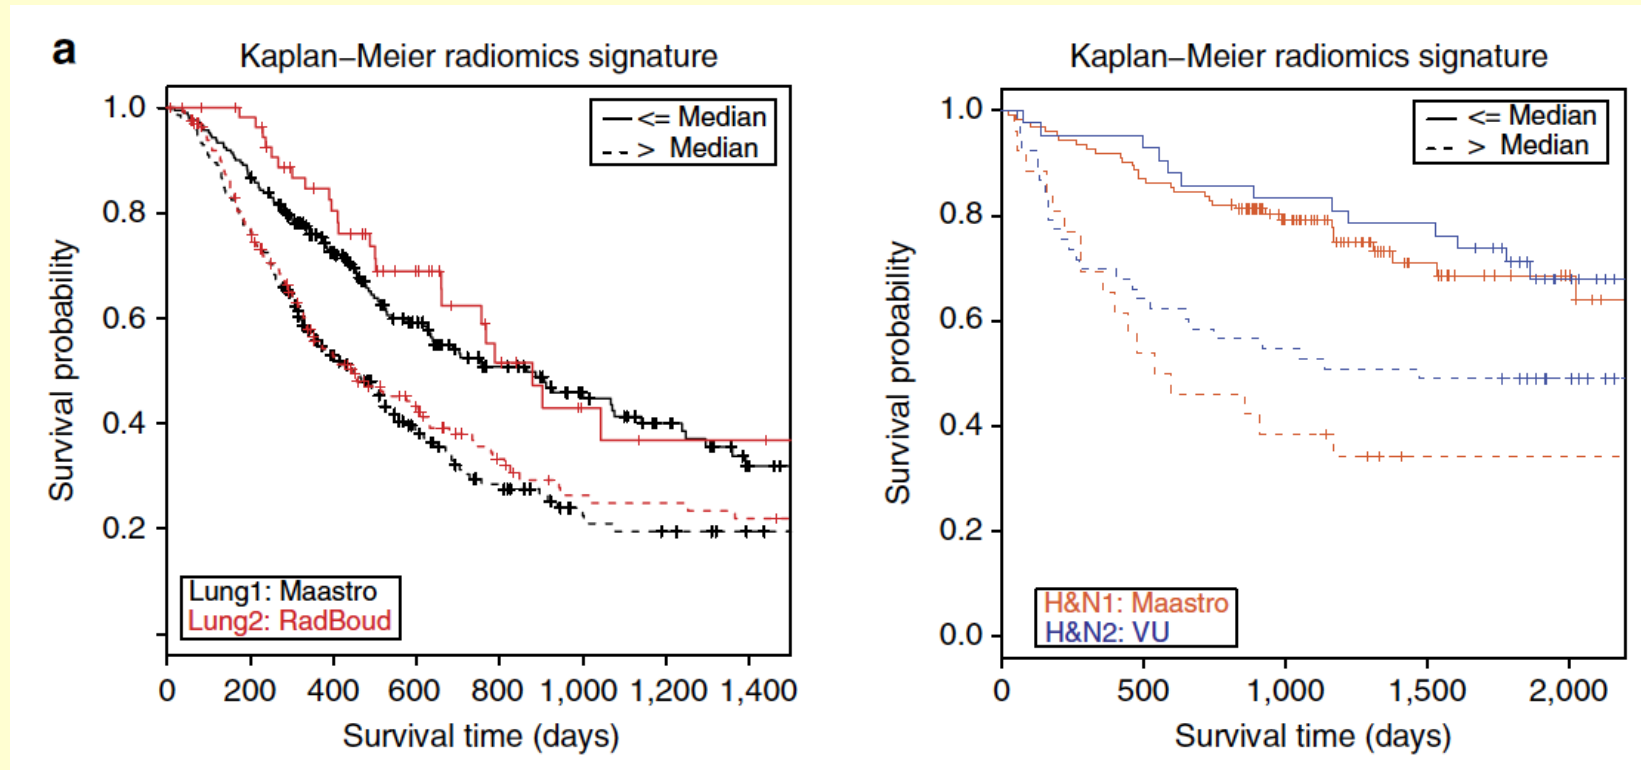 a
Kaplan–Meier radiomics signature
<= Median
> Median
1.0
0.8
0.6
0.4
0.2
Survival probability
Lung1: Maastro
Lung2: RadBoud
0 200 400 600 800 1,000 1,200 1,400
Survival time (days)
Kaplan–Meier radiomics signature
<= Median
> Median
1.0
0.8
0.6
0.4
0.2
0.0
Survival probability
H&N1: Maastro
H&N2: VU
0 500 1,000 1,500 2,000
Survival time (days)